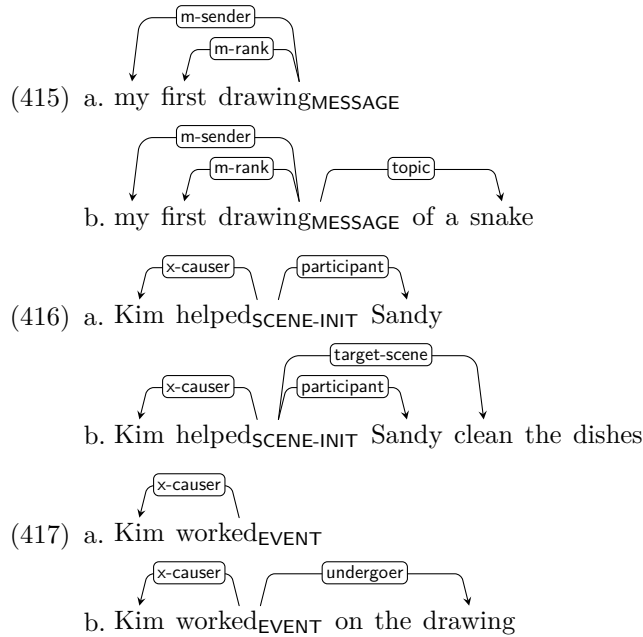 m-sender
m-rank
(415) a. my first drawingMESSAGE
m-sender
m-rank topic
b. my first drawingMESSAGE of a snake
x-causer participant
(416) a. Kim helpedSCENE-INIT Sandy
target-scene
x-causer participant
b. Kim helpedSCENE-INIT Sandy clean the dishes
x-causer
(417) a. Kim workedEVENT
x-causer undergoer
b. Kim workedEVENT on the drawing